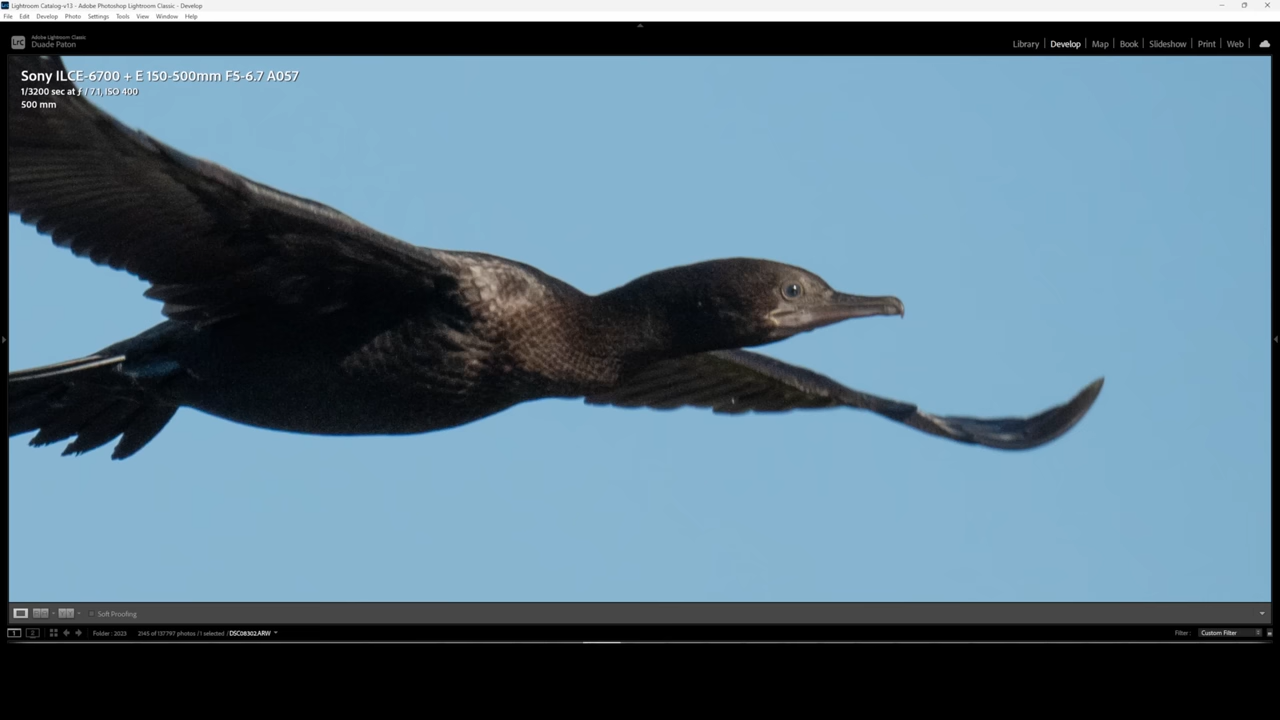 Lightroom Catalog-v13 - Adobe Photoshop Lightroom Classic - Develop
File Edit Develop Photo Settings Tools View Window Help
LrC
Adobe Lightroom Classic
Duade Paton
Library | Develop | Map | Book | Slideshow | Print | Web
Sony ILCE-6700 + E 150-500mm F5-6.7 A057
1/3200 sec at ƒ / 7.1, ISO 400
500 mm
Soft Proofing
1 2 Folder : 2023 2145 of 137797 photos / 1 selected / DSC08302.ARW Filter : Custom Filter